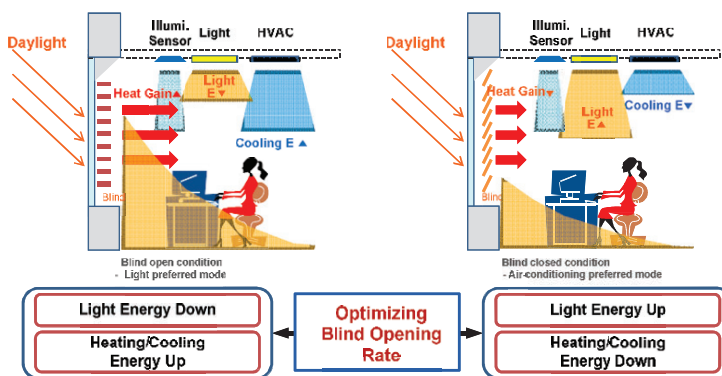 Daylight
Illumi.
Sensor
Light
HVAC
Heat Gain▲
Light
E▼
Cooling E ▲
Blind
Blind open condition
- Light preferred mode
Daylight
Illumi.
Sensor
Light
HVAC
Heat Gain▼
Light
E▲
Cooling E▼
Blind
Blind closed condition
- Air-conditioning preferred mode
Light Energy Down
Heating/Cooling
Energy Up
Optimizing
Blind Opening
Rate
Light Energy Up
Heating/Cooling
Energy Down